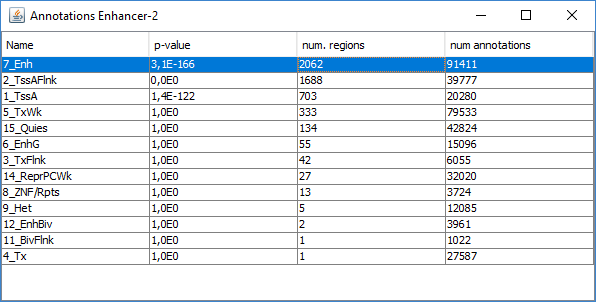 Annotations Enhancer-2
Name p-value num. regions num annotations
7_Enh 3,1E-166 2062 91411
2_TssAFlnk 0,0E0 1688 39777
1_TssA 1,4E-122 703 20280
5_TxWk 1,0E0 333 79533
15_Quies 1,0E0 134 42824
6_EnhG 1,0E0 55 15096
3_TxFlnk 1,0E0 42 6055
14_ReprPCWk 1,0E0 27 32020
8_ZNF/Rpts 1,0E0 13 3724
9_Het 1,0E0 5 12085
12_EnhBiv 1,0E0 2 3961
11_BivFlnk 1,0E0 1 1022
4_Tx 1,0E0 1 27587